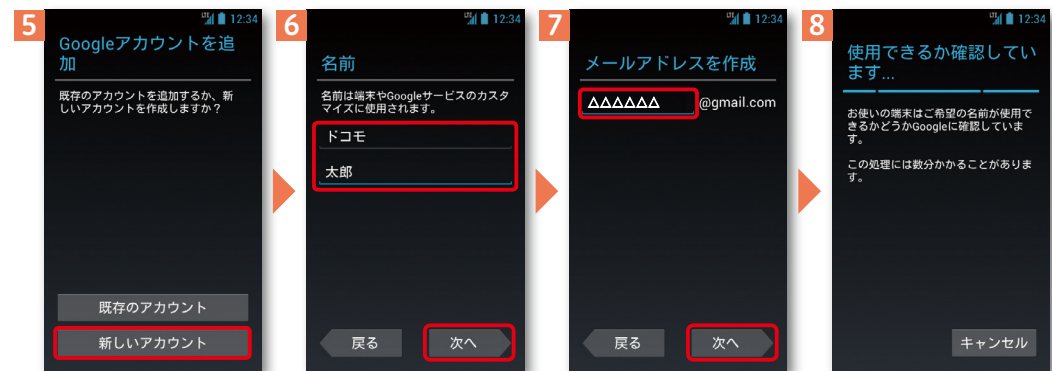 5
LTE 12:34
Googleアカウントを追
加
既存のアカウントを追加するか、新
しいアカウントを作成しますか？
既存のアカウント
新しいアカウント
6
LTE 12:34
名前
名前は端末やGoogleサービスのカスタ
マイズに使用されます。
ドコモ
太郎
戻る 次へ
7
LTE 12:34
メールアドレスを作成
△△△△△△ @gmail.com
戻る 次へ
8
LTE 12:34
使用できるか確認してい
ます...
お使いの端末はご希望の名前が使用で
きるかどうかGoogleに確認していま
す。
この処理には数分かかることがありま
す。
キャンセル